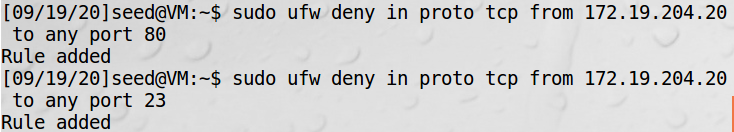 [09/19/20]seed@VM:~$ sudo ufw deny in proto tcp from 172.19.204.20
 to any port 80
Rule added
[09/19/20]seed@VM:~$ sudo ufw deny in proto tcp from 172.19.204.20
 to any port 23
Rule added